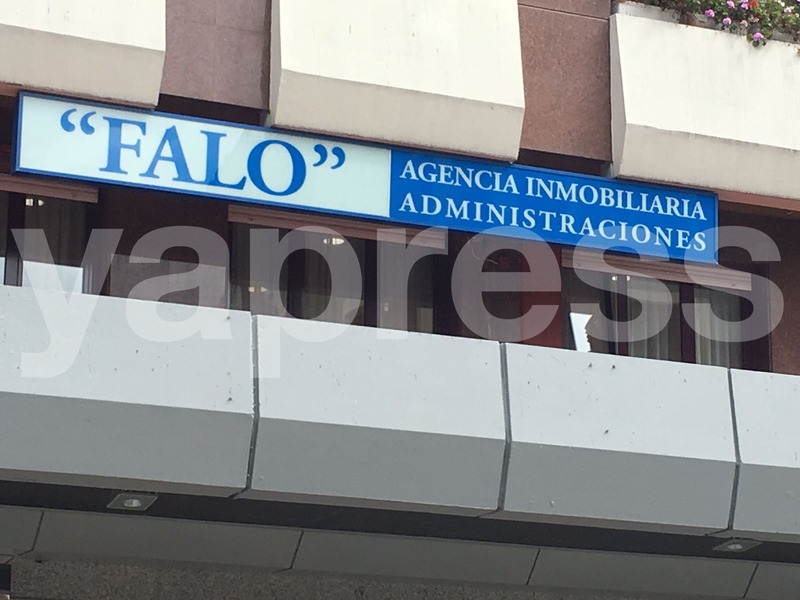 “FALO”
AGENCIA INMOBILIARIA
ADMINISTRACIONES
yapress